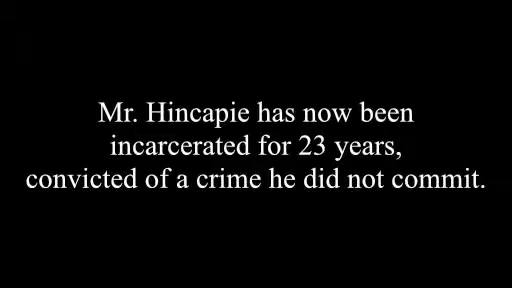 Mr. Hincapie has now been
incarcerated for 23 years,
convicted of a crime he did not commit.